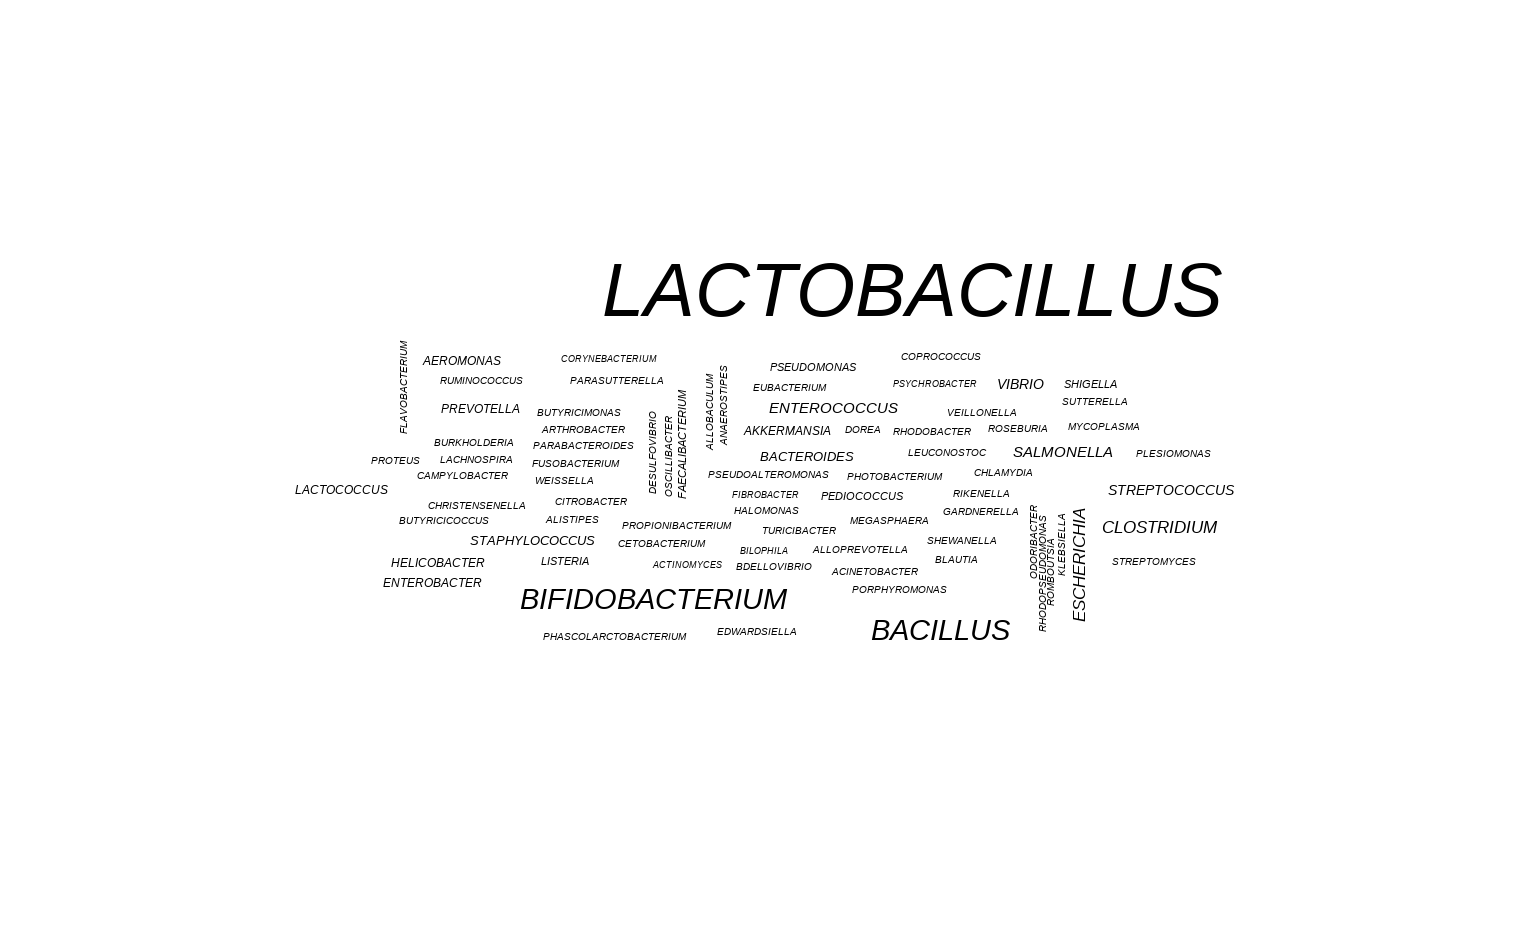 LACTOBACILLUS
FLAVOBACTERIUM
AEROMONAS
CORYNEBACTERIUM
COPROCOCCUS
PSEUDOMONAS
RUMINOCOCCUS
PARASUTTERELLA
ALLOBACULUM
ANAEROSTIPES
EUBACTERIUM
PSYCHROBACTER
VIBRIO
SHIGELLA
SUTTERELLA
PREVOTELLA
BUTYRICIMONAS
ENTEROCOCCUS
VEILLONELLA
ARTHROBACTER
AKKERMANSIA
DOREA
RHODOBACTER
ROSEBURIA
MYCOPLASMA
BURKHOLDERIA
PARABACTEROIDES
DESULFOVIBRIO
OSCILLIBACTER
FAECALIBACTERIUM
BACTEROIDES
LEUCONOSTOC
SALMONELLA
PLESIOMONAS
PROTEUS
LACHNOSPIRA
FUSOBACTERIUM
CAMPYLOBACTER
WEISSELLA
PSEUDOALTEROMONAS
PHOTOBACTERIUM
CHLAMYDIA
LACTOCOCCUS
FIBROBACTER
PEDIOCOCCUS
RIKENELLA
STREPTOCOCCUS
CHRISTENSENELLA
CITROBACTER
HALOMONAS
GARDNERELLA
BUTYRICICOCCUS
ALISTIPES
PROPIONIBACTERIUM
TURICIBACTER
MEGASPHAERA
ODORIBACTER
RHODOPSEUDOMONAS
ROMBOUTSIA
KLEBSIELLA
ESCHERICHIA
CLOSTRIDIUM
STAPHYLOCOCCUS
CETOBACTERIUM
BILOPHILA
ALLOPREVOTELLA
SHEWANELLA
HELICOBACTER
LISTERIA
ACTINOMYCES
BDELLOVIBRIO
ACINETOBACTER
BLAUTIA
STREPTOMYCES
ENTEROBACTER
BIFIDOBACTERIUM
PORPHYROMONAS
PHASCOLARCTOBACTERIUM
EDWARDSIELLA
BACILLUS